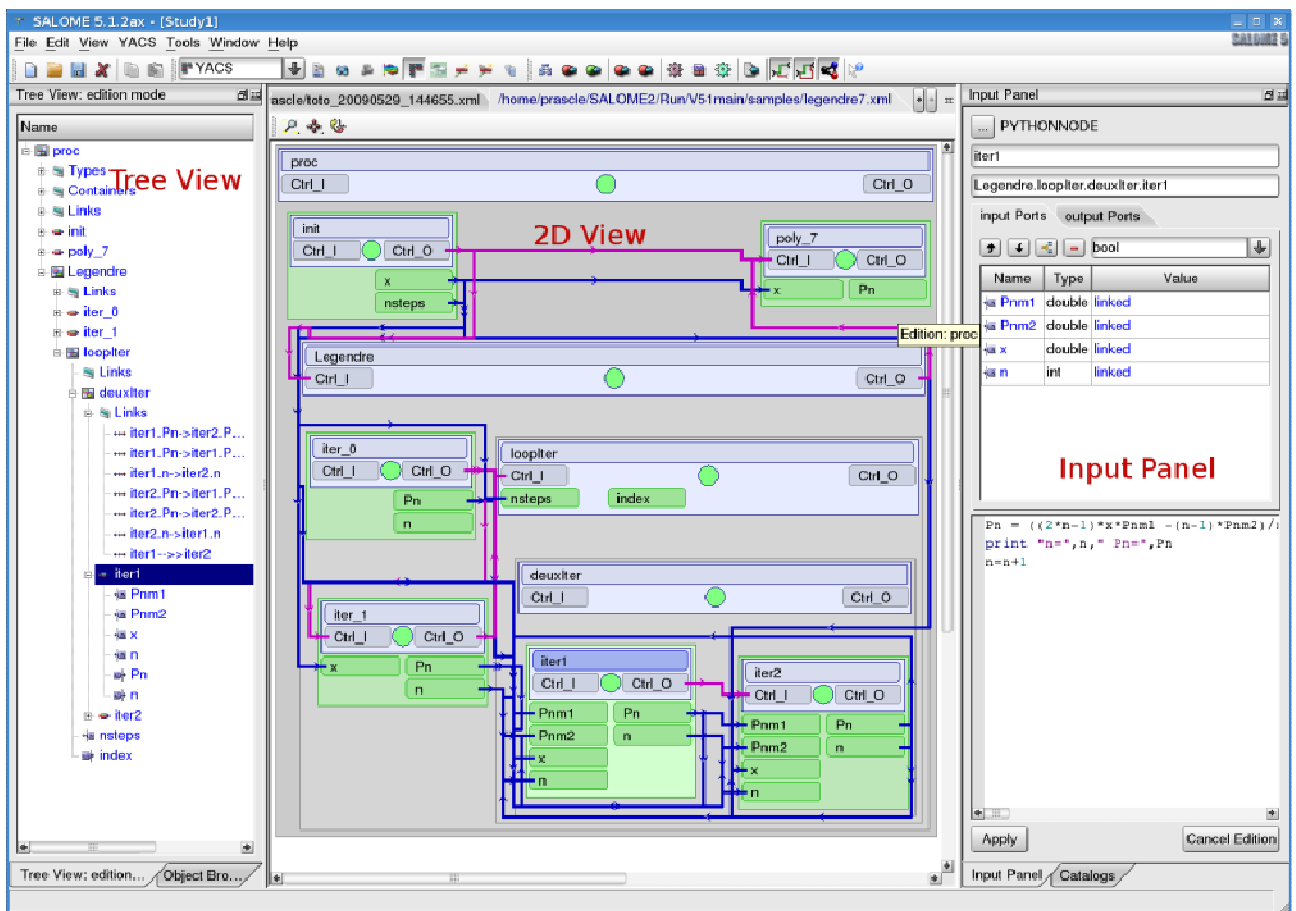 SALOME 5.1.2ax - [Study1]
File Edit View YACS Tools Window Help
SALOME 5
YACS
Tree View: edition mode
Name
proc
Types
Containers
Links
init
poly_7
Legendre
Links
iter_0
iter_1
loopIter
Links
deuxIter
Links
iter1.Pn->iter2.P...
iter1.Pn->iter1.P...
iter1.n->iter2.n
iter2.Pn->iter1.P...
iter2.Pn->iter2.P...
iter2.n->iter1.n
iter1-->>iter2
iter1
Pnm1
Pnm2
x
n
Pn
n
iter2
nsteps
index
Tree View
Tree View: edition... Object Bro...
ascle/toto_20090529_144655.xml /home/prascle/SALOME2/Run/V51main/samples/legendre7.xml
proc
Ctrl_I Ctrl_O
2D View
init
Ctrl_I Ctrl_O
x
nsteps
poly_7
Ctrl_I Ctrl_O
x Pn
Edition: proc
Legendre
Ctrl_I Ctrl_O
iter_0
Ctrl_I Ctrl_O
Pn
n
loopIter
Ctrl_I Ctrl_O
nsteps index
deuxIter
Ctrl_I Ctrl_O
iter_1
Ctrl_I Ctrl_O
x Pn
n
iter1
Ctrl_I Ctrl_O
Pnm1 Pn
Pnm2 n
x
n
iter2
Ctrl_I Ctrl_O
Pnm1 Pn
Pnm2 n
x
n
Input Panel
... PYTHONNODE
iter1
Legendre.loopIter.deuxIter.iter1
input Ports output Ports
bool
Name Type Value
Pnm1 double linked
Pnm2 double linked
x double linked
n int linked
Input Panel
Pn = ((2*n-1)*x*Pnm1 -(n-1)*Pnm2)/
print "n=",n," Pn=",Pn
n=n+1
Apply Cancel Edition
Input Panel Catalogs